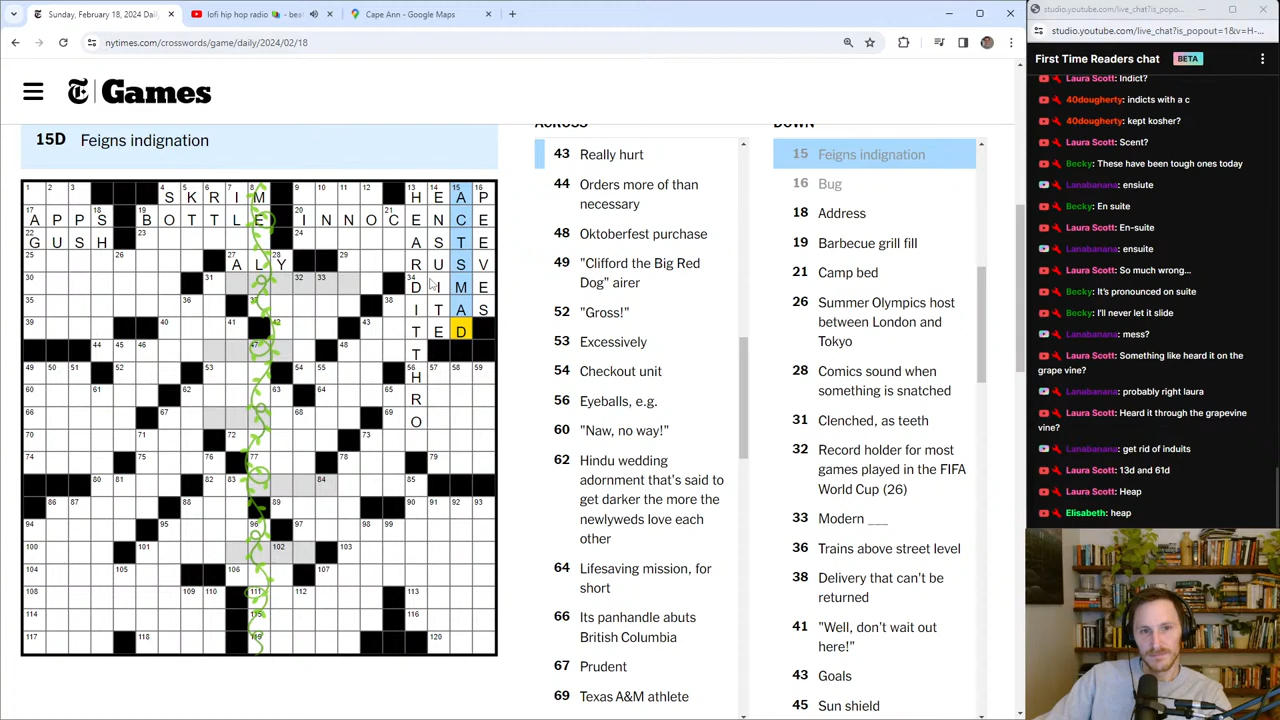 Sunday, February 18, 2024 Daily
lofi hip hop radio - best
Cape Ann - Google Maps
nytimes.com/crosswords/game/daily/2024/02/18
Games
15D Feigns indignation
ACROSS
43 Really hurt
44 Orders more of than
necessary
48 Oktoberfest purchase
49 "Clifford the Big Red
Dog" airer
52 "Gross!"
53 Excessively
54 Checkout unit
56 Eyeballs, e.g.
60 "Naw, no way!"
62 Hindu wedding
adornment that's said to
get darker the more the
newlyweds love each
other
64 Lifesaving mission, for
short
66 Its panhandle abuts
British Columbia
67 Prudent
69 Texas A&M athlete
DOWN
15 Feigns indignation
16 Bug
18 Address
19 Barbecue grill fill
21 Camp bed
26 Summer Olympics host
between London and
Tokyo
28 Comics sound when
something is snatched
31 Clenched, as teeth
32 Record holder for most
games played in the FIFA
World Cup (26)
33 Modern ___
36 Trains above street level
38 Delivery that can't be
returned
41 "Well, don't wait out
here!"
43 Goals
45 Sun shield
studio.youtube.com/live_chat?is_popo...
studio.youtube.com/live_chat?is_popout=1&v=H-...
First Time Readers chat BETA
Laura Scott: Indict?
40dougherty: indicts with a c
40dougherty: kept kosher?
Laura Scott: Scent?
Becky: These have been tough ones today
Lanabanana: ensiute
Becky: En suite
Laura Scott: En-suite
Lanabanana: ensuite
Laura Scott: So much wrong...
Becky: It's pronounced on suite
Becky: I'll never let it slide
Lanabanana: mess?
Laura Scott: Something like heard it on the
grape vine?
Lanabanana: probably right laura
Laura Scott: Heard it through the grapevine
vine?
Lanabanana: get rid of induits
Laura Scott: 13d and 61d
Laura Scott: Heap
Elisabeth: heap